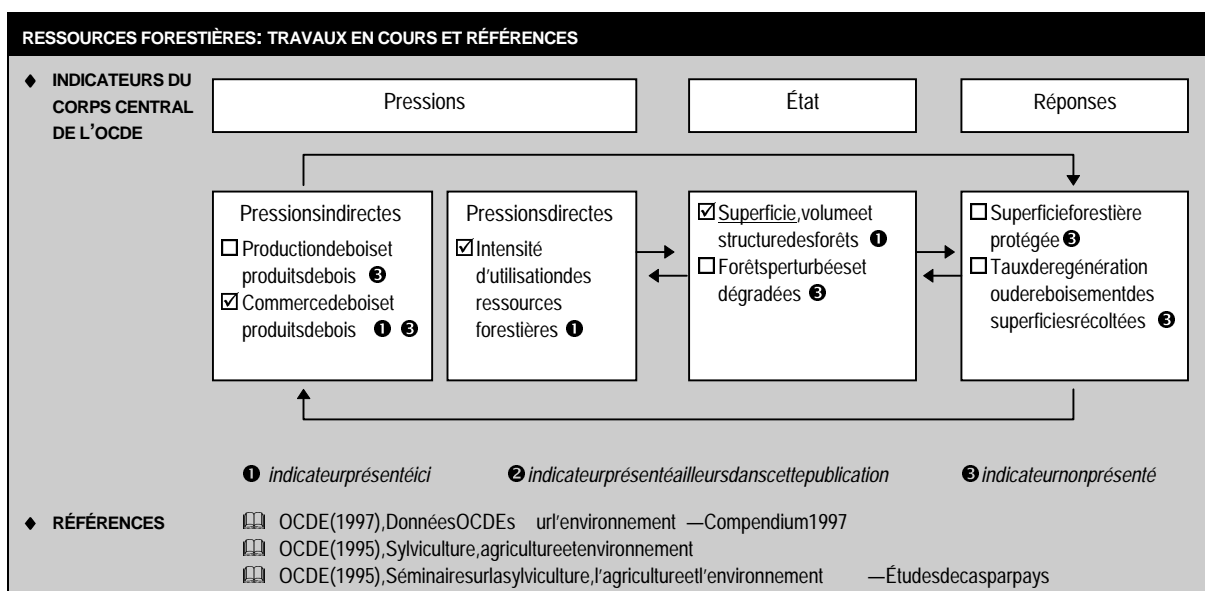 RESSOURCES FORESTIÈRES: TRAVAUX EN COURS ET RÉFÉRENCES
♦ INDICATEURS DU
CORPS CENTRAL
DE L'OCDE
Pressions
État
Réponses
Pressionsindirectes
☐ Productiondeboiset
produitsdebois ❸
☑ Commercedeboiset
produitsdebois ❶ ❸
Pressionsdirectes
☑ Intensité
d'utilisationdes
ressources
forestières ❶
☑ Superficie,volumeet
structuredesforêts ❶
☐ Forêtsperturbéeset
dégradées ❸
☐ Superficieforestière
protégée ❸
☐ Tauxderegénération
oudereboisementdes
superficiesrécoltées ❸
❶ indicateurprésentéici ❷ indicateurprésentéailleursdanscettepublication ❸ indicateurnonprésenté
♦ RÉFÉRENCES
OCDE(1997),DonnéesOCDEs url'environnement —Compendium1997
OCDE(1995),Sylviculture,agricultureetenvironnement
OCDE(1995),Séminairesurlasylviculture,l'agricultureetl'environnement —Étudesdecasparpays